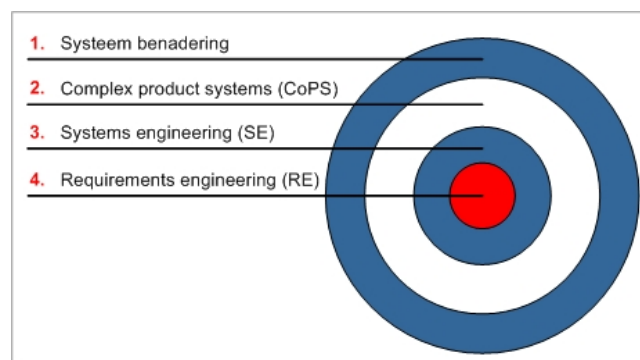 1. Systeem benadering
2. Complex product systems (CoPS)
3. Systems engineering (SE)
4. Requirements engineering (RE)